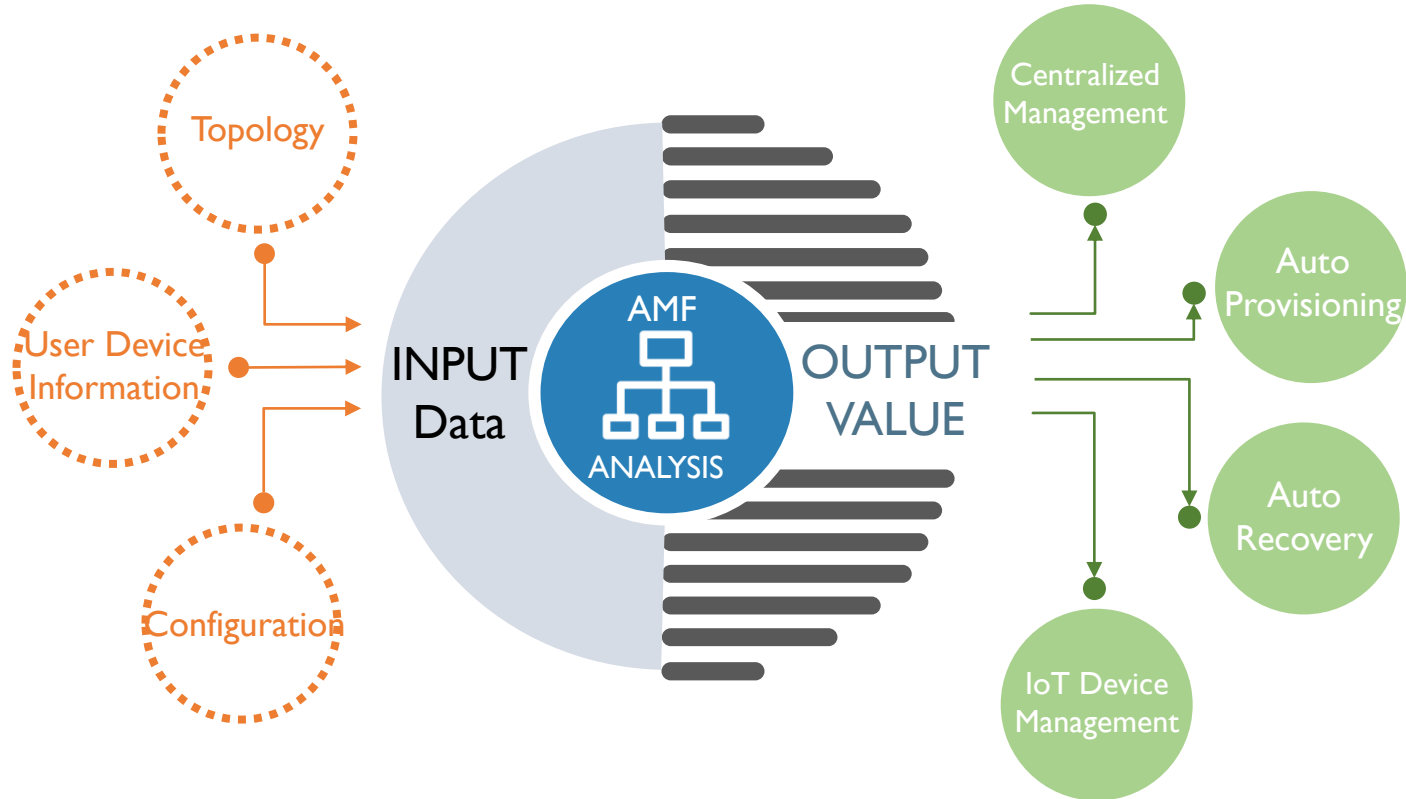 Topology
User Device
Information
Configuration
INPUT
Data
AMF
ANALYSIS
OUTPUT
VALUE
Centralized
Management
Auto
Provisioning
Auto
Recovery
IoT Device
Management